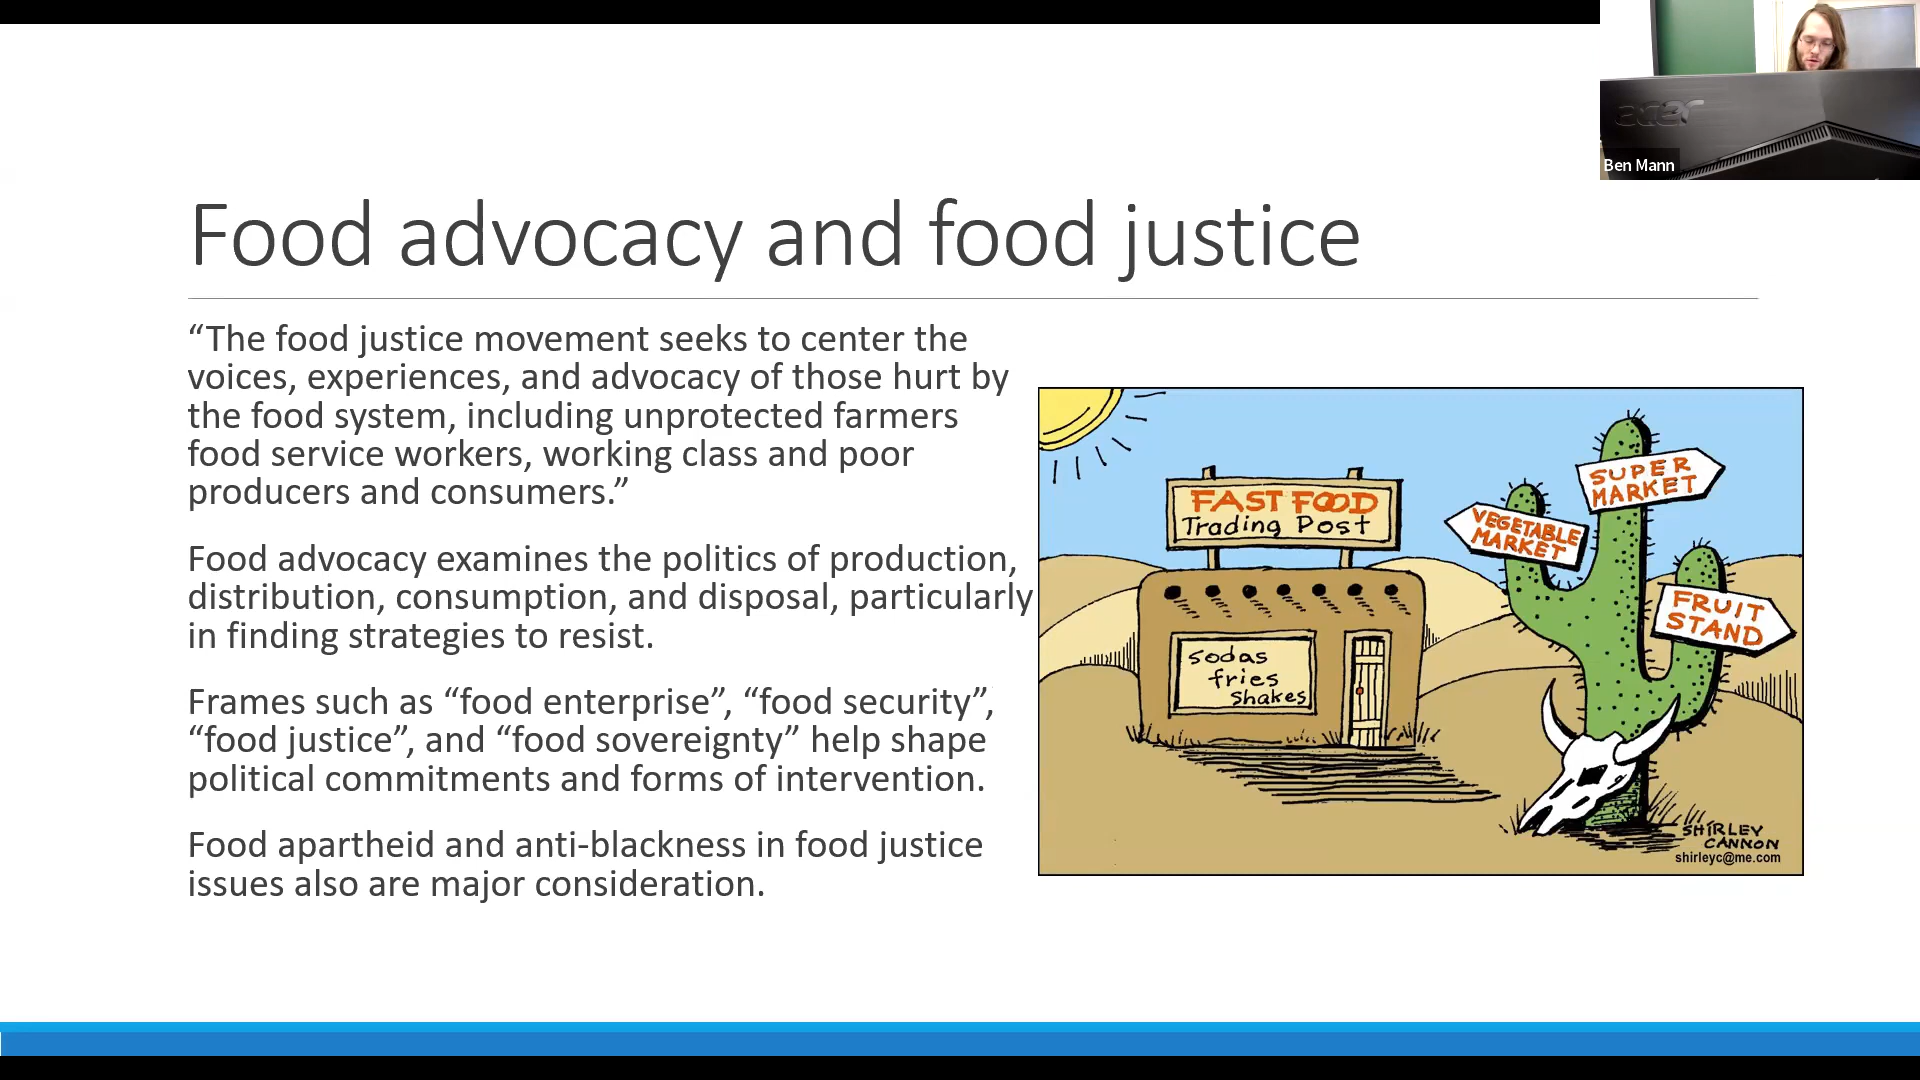 acer
Ben Mann
Food advocacy and food justice
“The food justice movement seeks to center the
voices, experiences, and advocacy of those hurt by
the food system, including unprotected farmers
food service workers, working class and poor
producers and consumers.”
Food advocacy examines the politics of production,
distribution, consumption, and disposal, particularly
in finding strategies to resist.
Frames such as “food enterprise”, “food security”,
“food justice”, and “food sovereignty” help shape
political commitments and forms of intervention.
Food apartheid and anti-blackness in food justice
issues also are major consideration.
FAST FOOD
Trading Post
Sodas
fries
Shakes
SUPER
MARKET
VEGETABLE
MARKET
FRUIT
STAND
SHIRLEY
CANNON
shirleyc@me.com